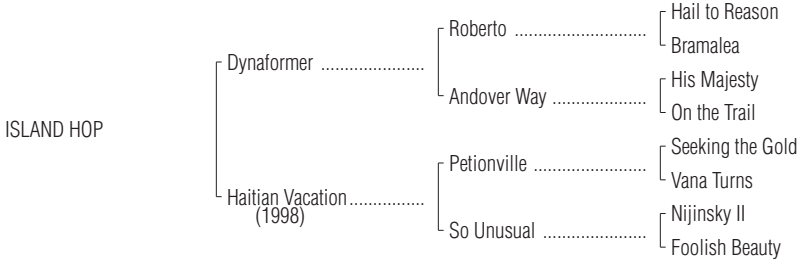 Hail to Reason
Roberto ............................
Bramalea
Dynaformer ......................
His Majesty
Andover Way ....................
On the Trail
ISLAND HOP
Seeking the Gold
Petionville ........................
Vana Turns
Haitian Vacation................
(1998)
Nijinsky II
So Unusual ......................
Foolish Beauty